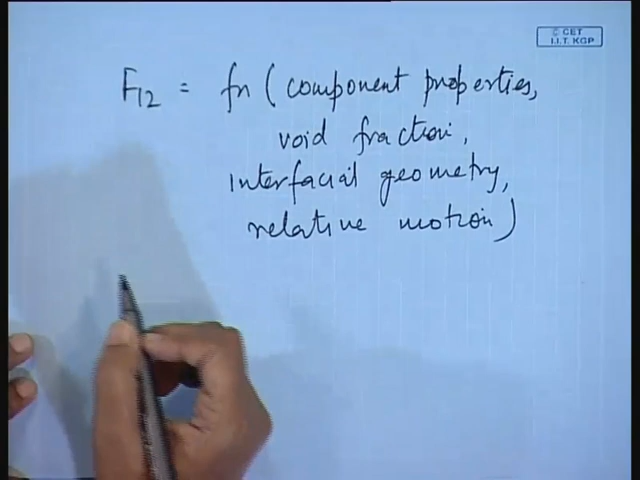 © CET
I.I.T. KGP
F12 = fn ( component properties,
void fraction,
interfacial geometry,
relative motion )